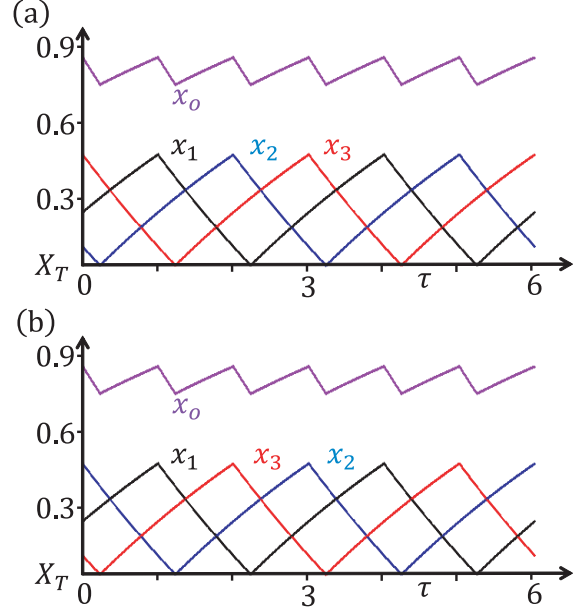 (a)
0.9
x_o
0.6
x_1 x_2 x_3
0.3
X_T
0 3 τ 6
(b)
0.9
x_o
0.6
x_1 x_3 x_2
0.3
X_T
0 3 τ 6